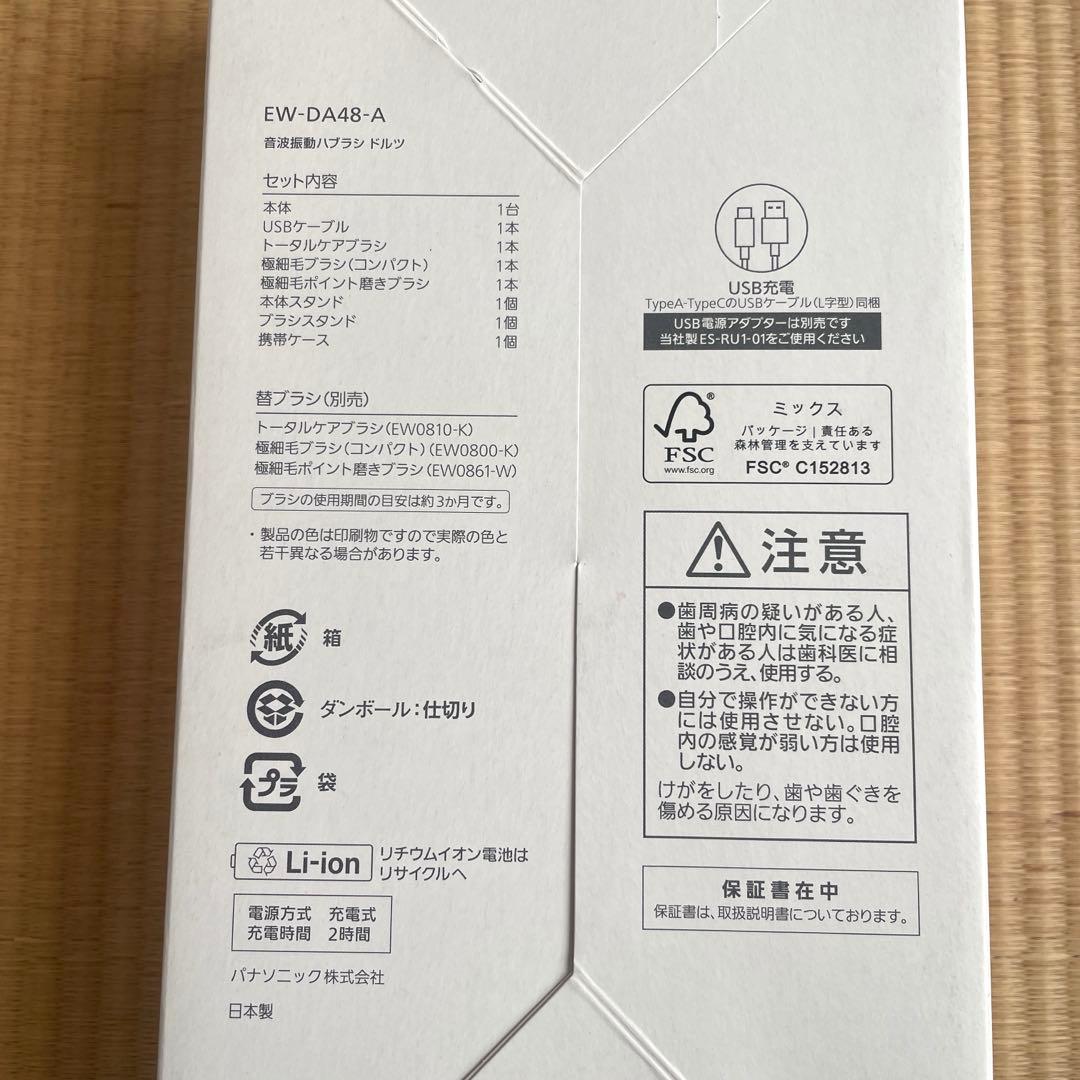 EW-DA48-A
音波振動ハブラシ ドルツ
セット内容
本体 1台
USBケーブル 1本
トータルケアブラシ 1本
極細毛ブラシ（コンパクト） 1本
極細毛ポイント磨きブラシ 1本
本体スタンド 1個
ブラシスタンド 1個
携帯ケース 1個
替ブラシ（別売）
トータルケアブラシ（EW0810-K）
極細毛ブラシ（コンパクト）（EW0800-K）
極細毛ポイント磨きブラシ（EW0861-W）
ブラシの使用期間の目安は約3か月です。
・製品の色は印刷物ですので実際の色と
若干異なる場合があります。
紙 箱
ダンボール：仕切り
プラ 袋
Li-ion
リチウムイオン電池は
リサイクルへ
電源方式 充電式
充電時間 2時間
パナソニック株式会社
日本製
USB充電
TypeA-TypeCのUSBケーブル（L字型）同梱
USB電源アダプターは別売です
当社製ES-RU1-01をご使用ください
®
FSC
www.fsc.org
ミックス
パッケージ｜責任ある
森林管理を支えています
FSC® C152813
注意
●歯周病の疑いがある人、
歯や口腔内に気になる症
状がある人は歯科医に相
談のうえ、使用する。
●自分で操作ができない方
には使用させない。口腔
内の感覚が弱い方は使用
しない。
けがをしたり、歯や歯ぐきを
傷める原因になります。
保証書在中
保証書は、取扱説明書についております。